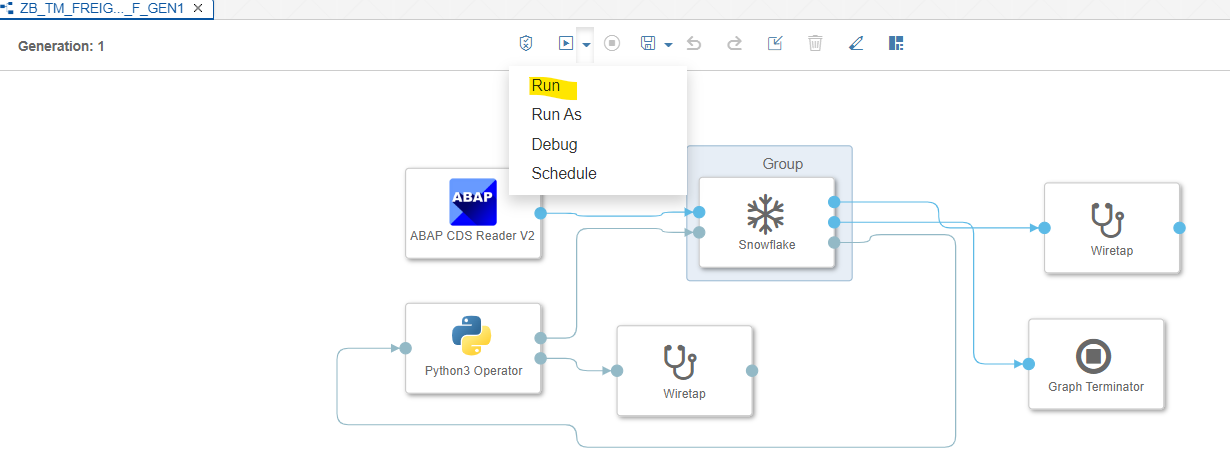 ZB_TM_FREIG..._F_GEN1
Generation: 1
Run
Run As
Debug
Schedule
Group
ABAP
ABAP CDS Reader V2
Snowflake
Wiretap
Python3 Operator
Wiretap
Graph Terminator